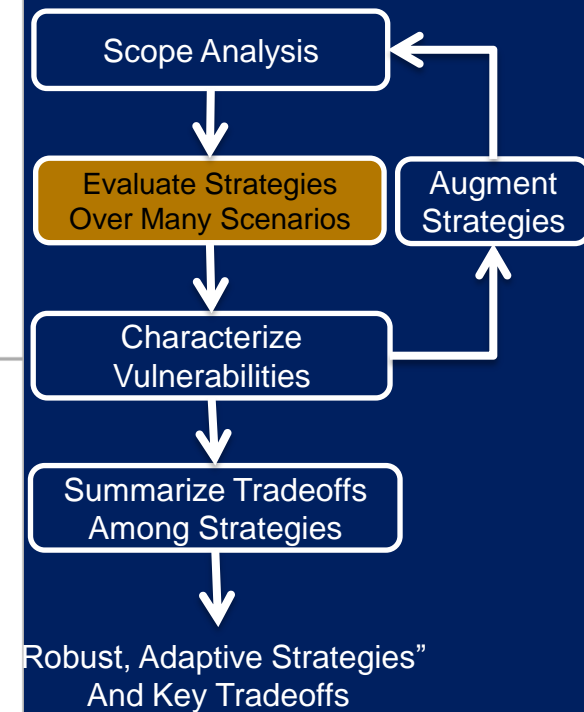 Scope Analysis
Evaluate Strategies
Over Many Scenarios
Augment
Strategies
Characterize
Vulnerabilities
Summarize Tradeoffs
Among Strategies
Robust, Adaptive Strategies”
And Key Tradeoffs